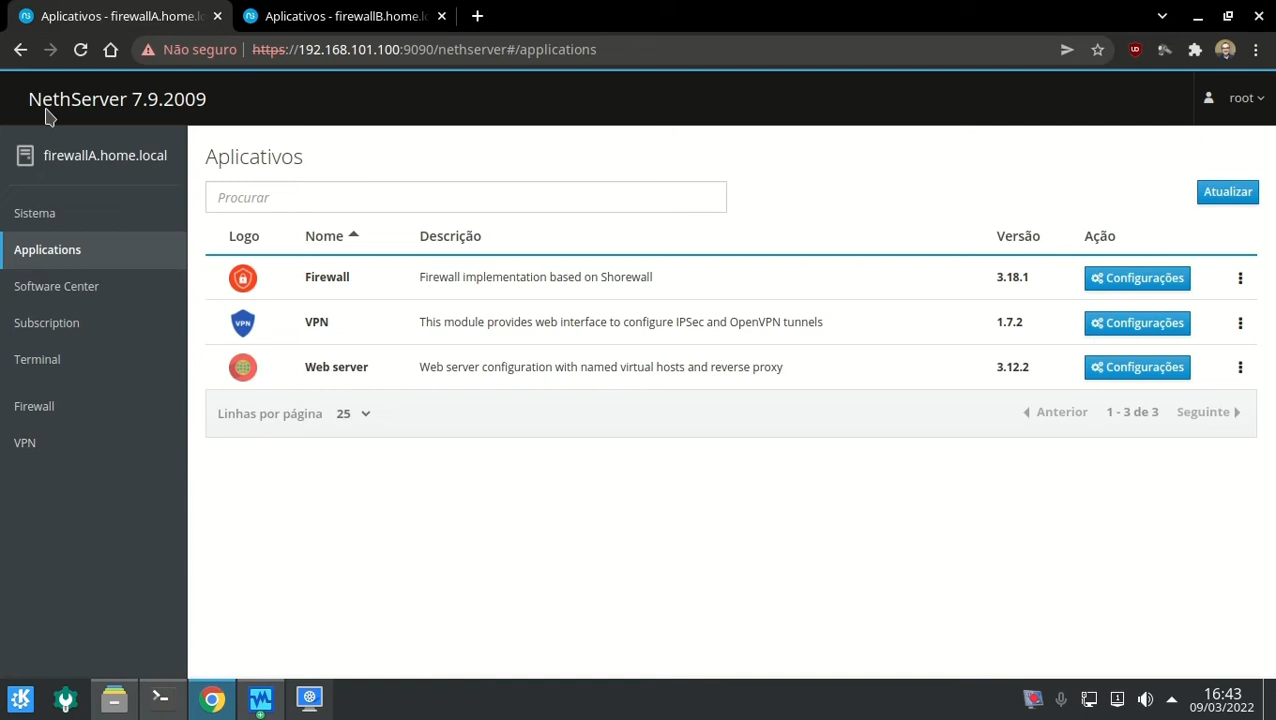 Aplicativos - firewallA.home.lo
Aplicativos - firewallB.home.lo
Não seguro
https://192.168.101.100:9090/nethserver#/applications
NethServer 7.9.2009
root
firewallA.home.local
Sistema
Applications
Software Center
Subscription
Terminal
Firewall
VPN
Aplicativos
Procurar
Atualizar
Logo Nome Descrição Versão Ação
Firewall Firewall implementation based on Shorewall 3.18.1 Configurações
VPN VPN This module provides web interface to configure IPSec and OpenVPN tunnels 1.7.2 Configurações
Web server Web server configuration with named virtual hosts and reverse proxy 3.12.2 Configurações
Linhas por página 25 Anterior 1 - 3 de 3 Seguinte
16:43
09/03/2022